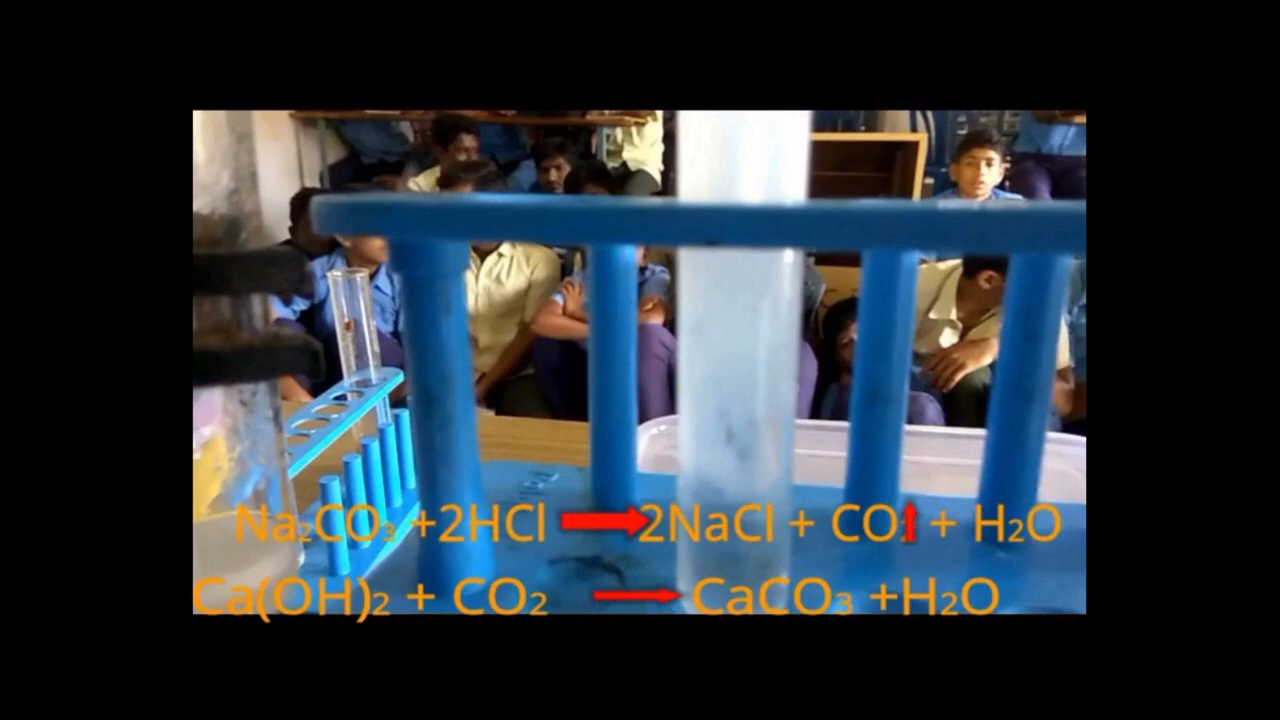 Na₂CO₃ +2HCl → 2NaCl + CO₂↑ + H₂O
Ca(OH)₂ + CO₂ → CaCO₃ +H₂O